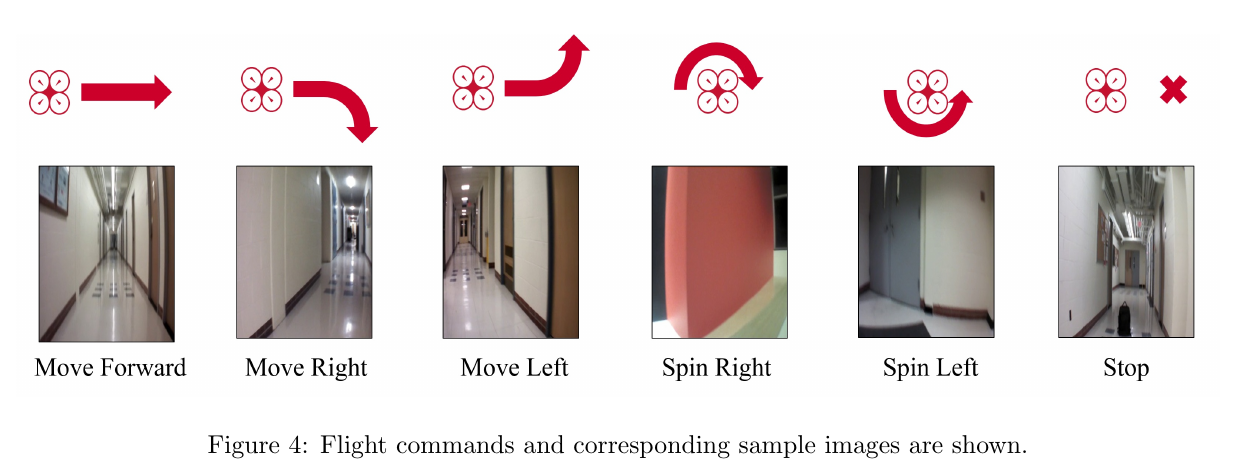 Move Forward
Move Right
Move Left
Spin Right
Spin Left
Stop
Figure 4: Flight commands and corresponding sample images are shown.